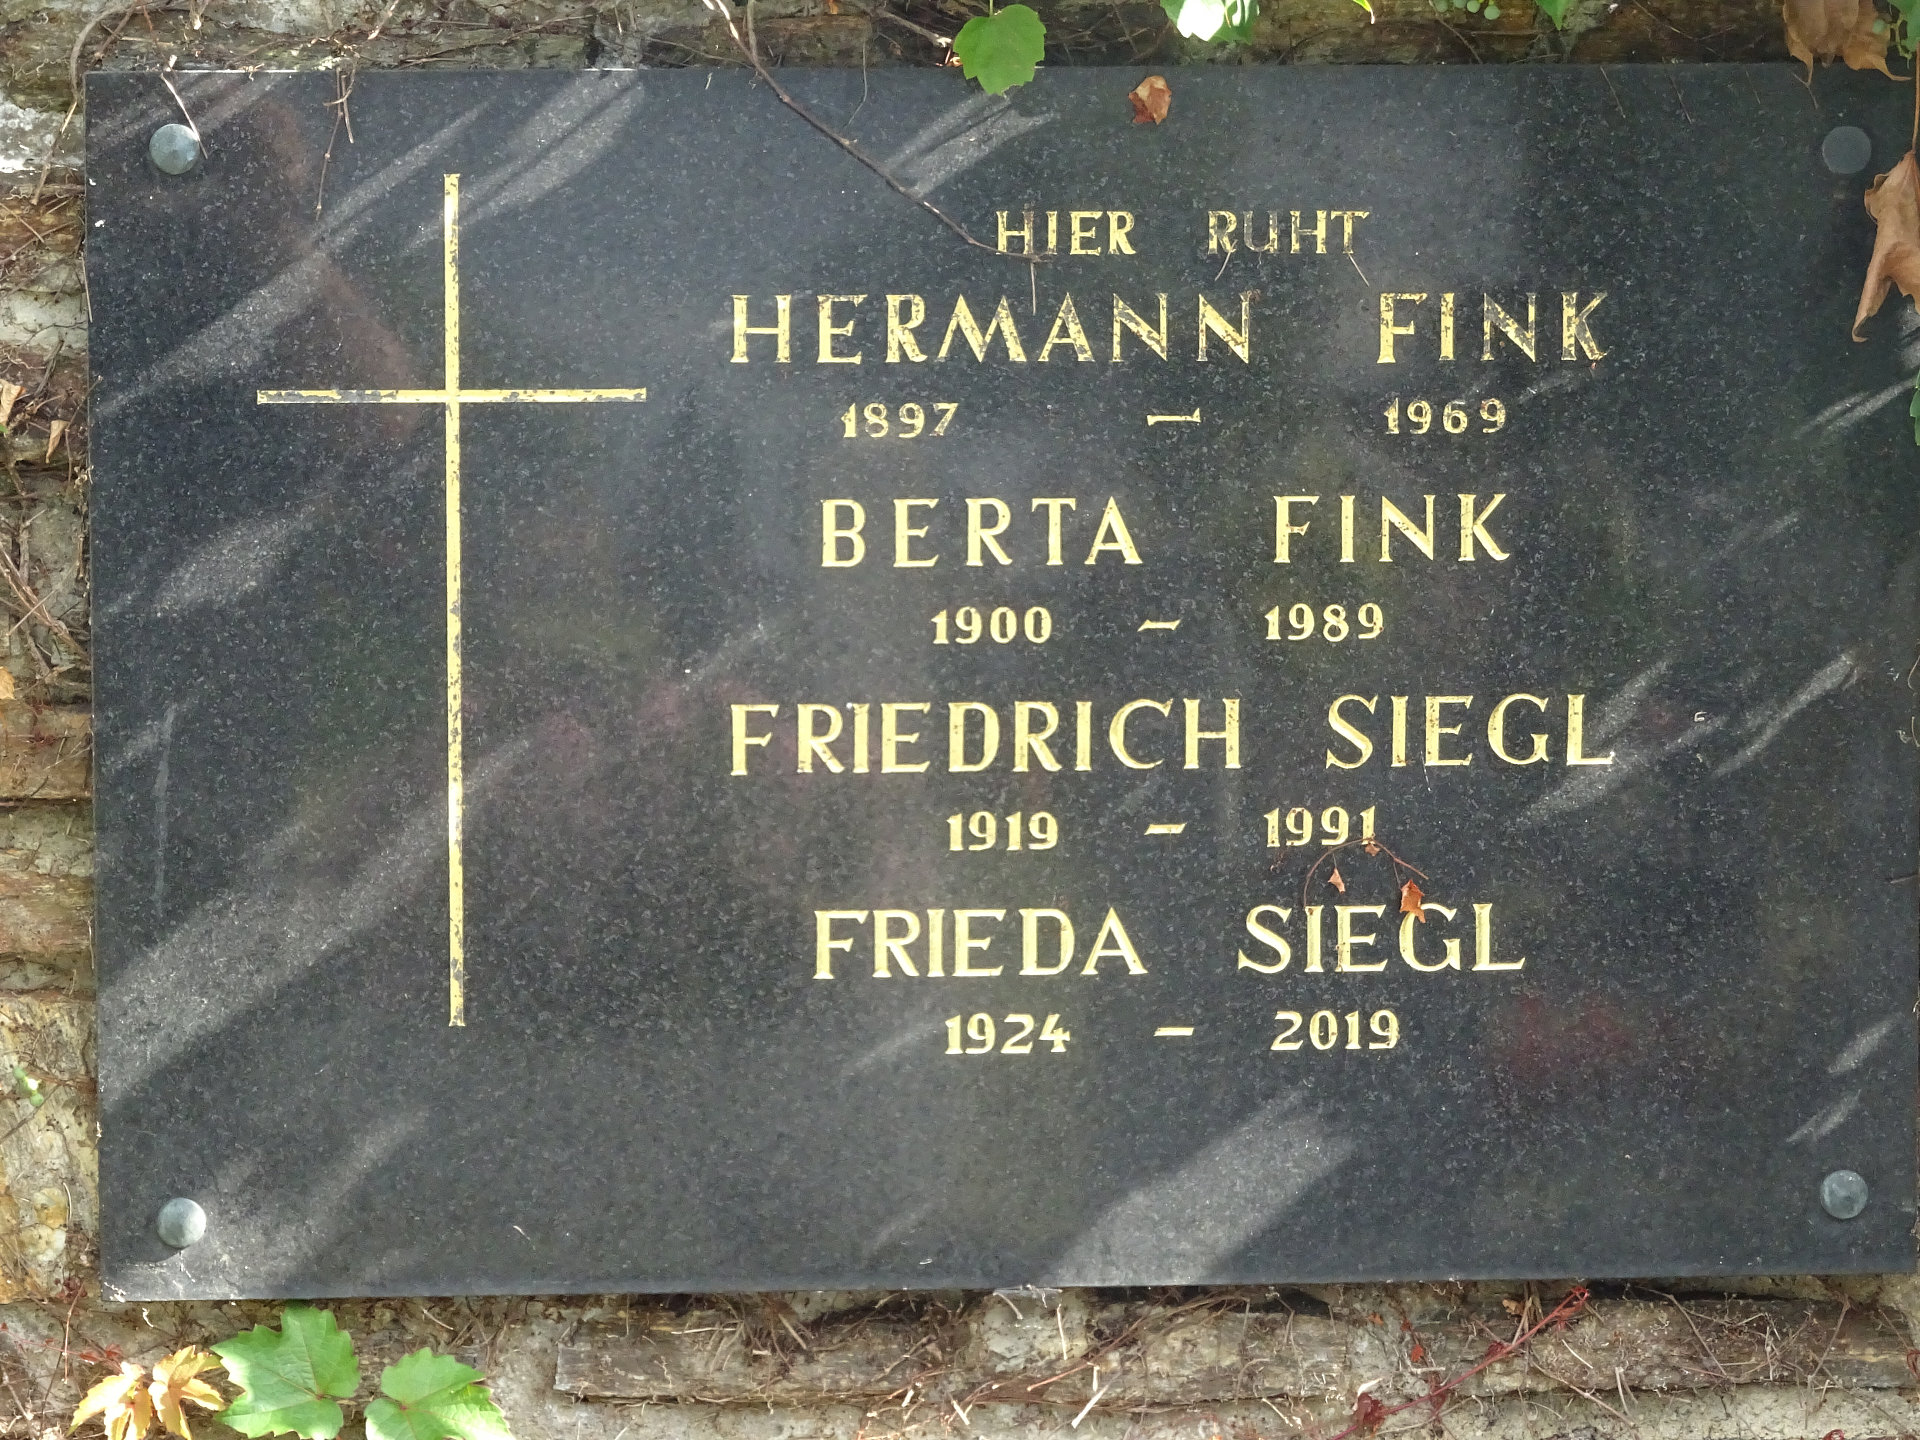 HIER RUHT
HERMANN FINK
1897 - 1969
BERTA FINK
1900 - 1989
FRIEDRICH SIEGL
1919 - 1991
FRIEDA SIEGL
1924 - 2019